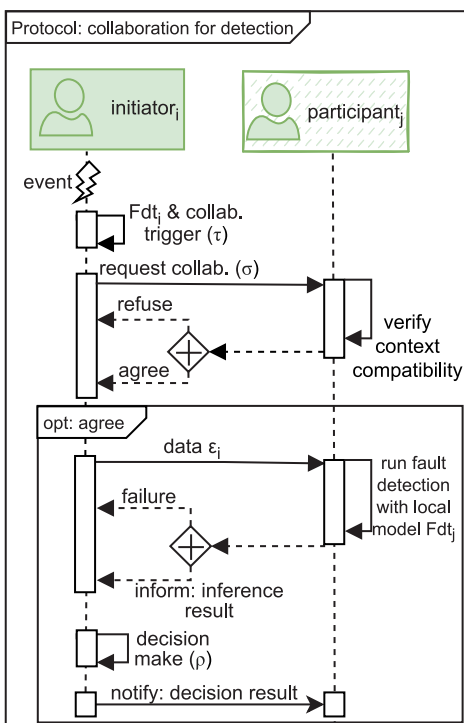 Protocol: collaboration for detection
initiatorᵢ
participantⱼ
event
Fdtᵢ & collab.
trigger (τ)
request collab. (σ)
refuse
verify
context
compatibility
agree
opt: agree
data εᵢ
run fault
detection
with local
model Fdtⱼ
failure
inform: inference
result
decision
make (ρ)
notify: decision result